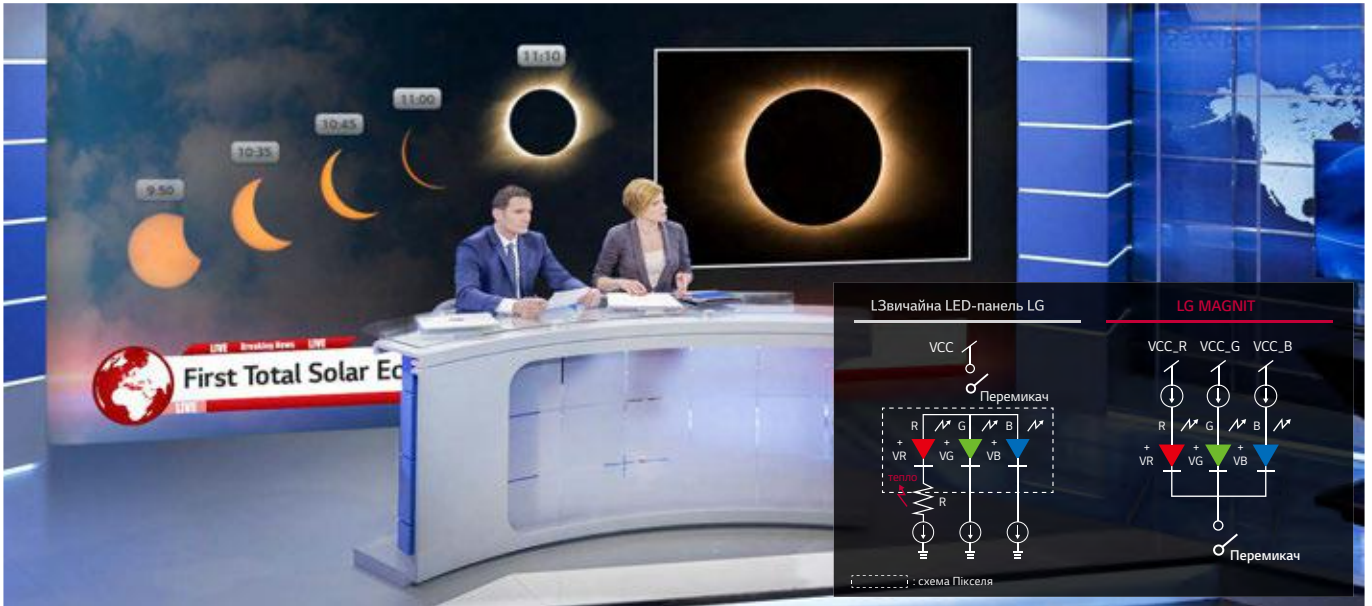 11:10
11:00
10:45
10:35
9:50
LIVE Breaking News LIVE
First Total Solar Ec
LIVE
LЗвичайна LED-панель LG
VCC
Перемикач
R G B
+ + +
VR VG VB
тепло
R
: схема Пікселя
LG MAGNIT
VCC_R VCC_G VCC_B
R G B
+ + +
VR VG VB
Перемикач